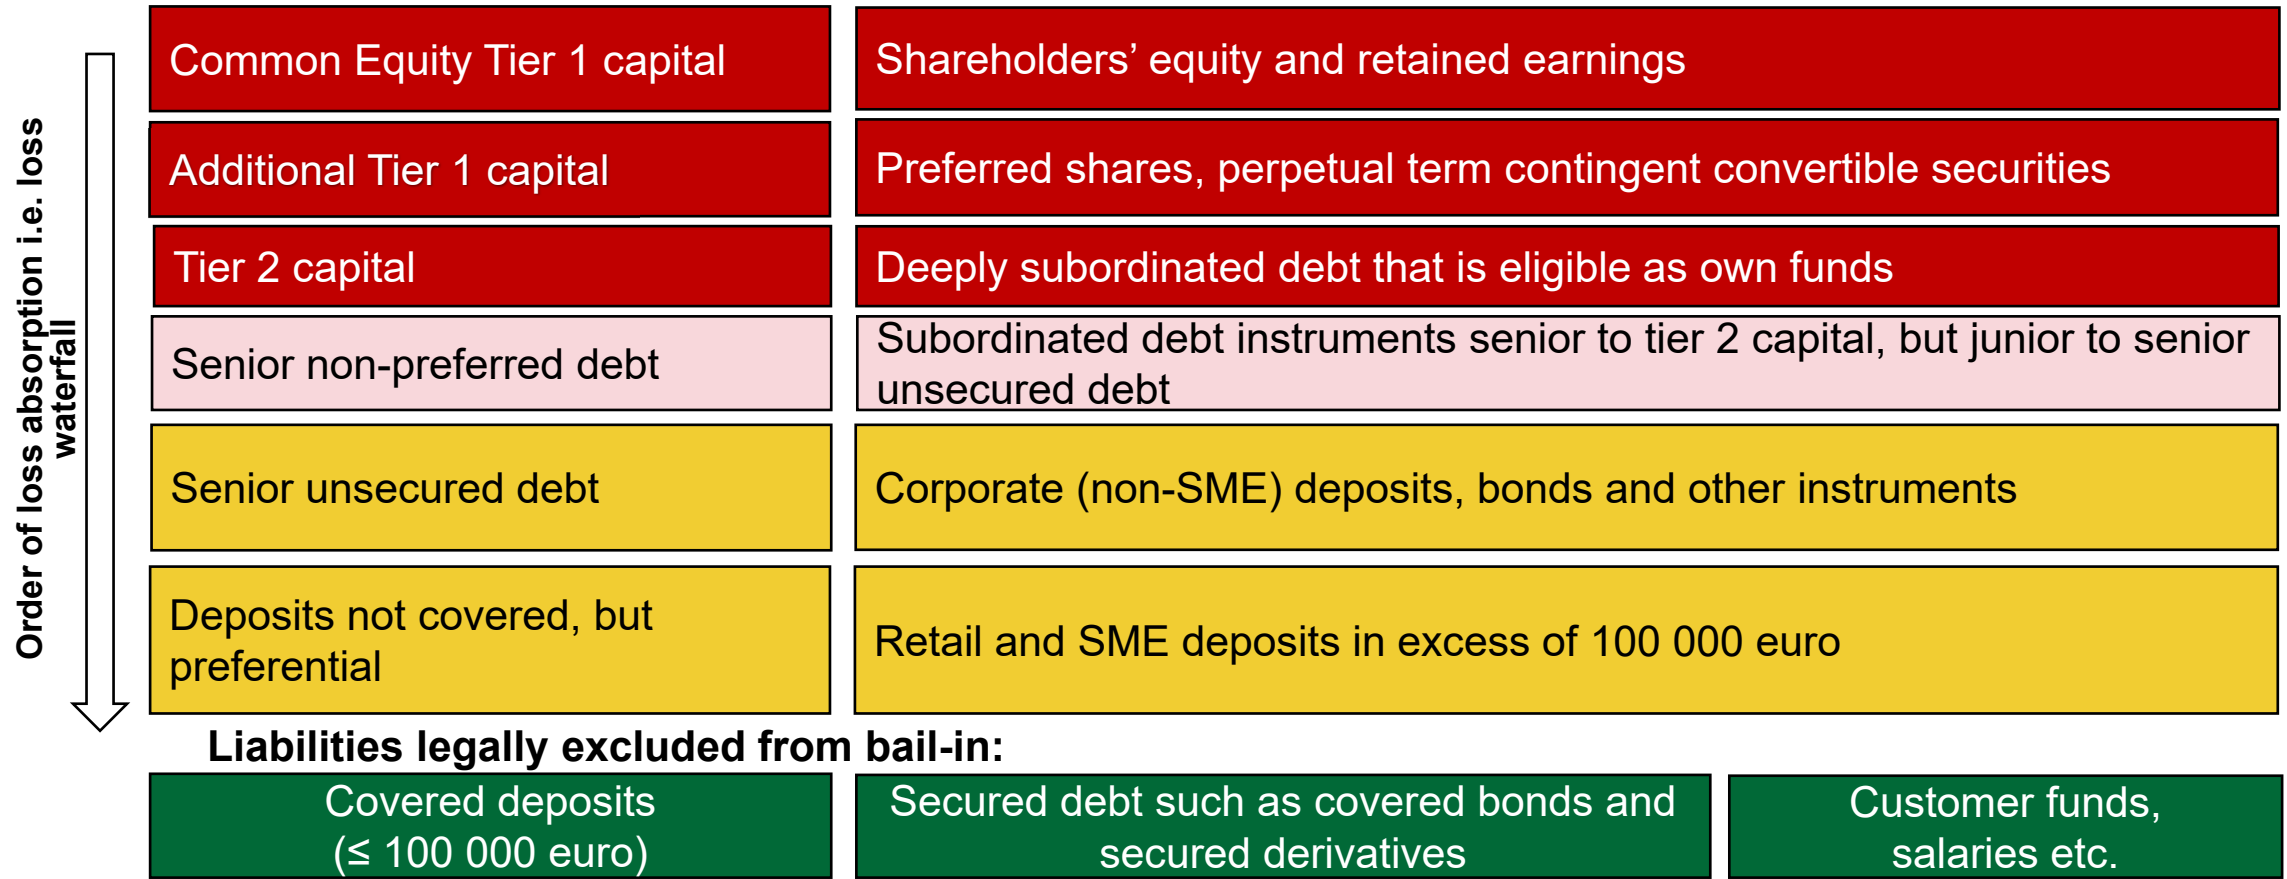 Order of loss absorption i.e. loss
waterfall
Common Equity Tier 1 capital
Shareholders’ equity and retained earnings
Additional Tier 1 capital
Preferred shares, perpetual term contingent convertible securities
Tier 2 capital
Deeply subordinated debt that is eligible as own funds
Senior non-preferred debt
Subordinated debt instruments senior to tier 2 capital, but junior to senior
unsecured debt
Senior unsecured debt
Corporate (non-SME) deposits, bonds and other instruments
Deposits not covered, but
preferential
Retail and SME deposits in excess of 100 000 euro
Liabilities legally excluded from bail-in:
Covered deposits
(≤ 100 000 euro)
Secured debt such as covered bonds and
secured derivatives
Customer funds,
salaries etc.